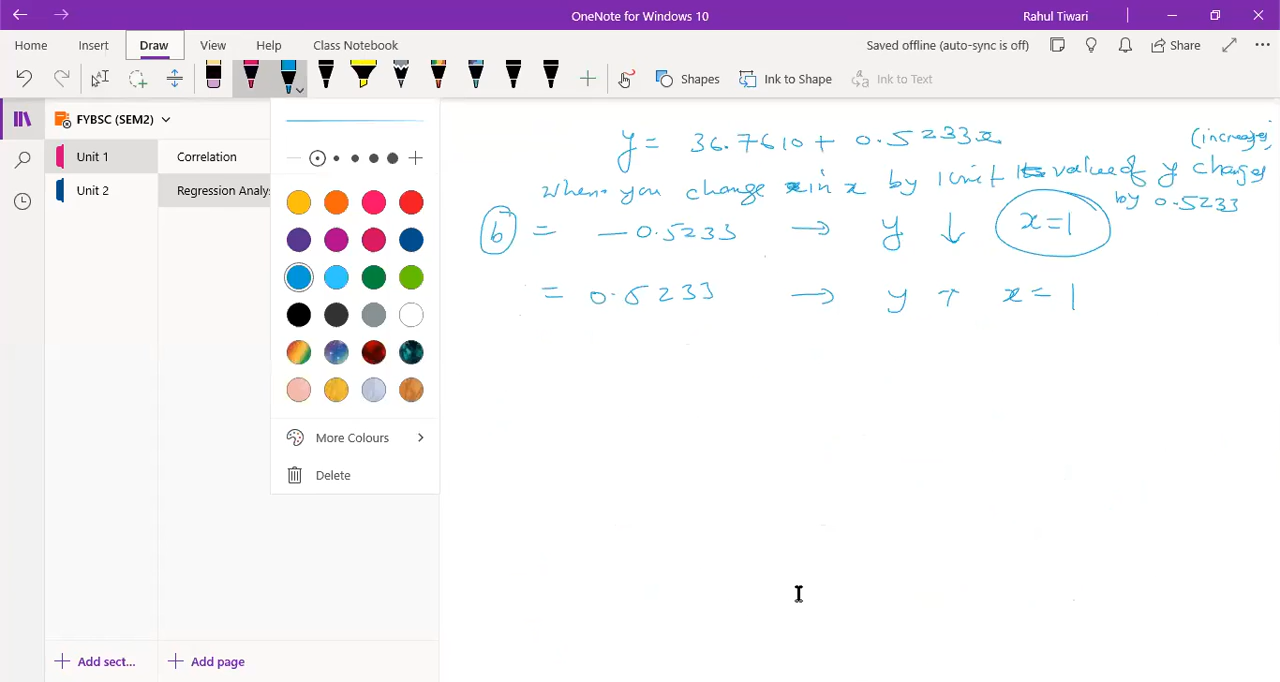 OneNote for Windows 10
Rahul Tiwari
Home Insert Draw View Help Class Notebook
Saved offline (auto-sync is off) Share
Shapes Ink to Shape Ink to Text
FYBSC (SEM2)
Unit 1
Unit 2
Correlation
Regression Analys
More Colours
Delete
Add sect...
Add page
y = 36.7610 + 0.5233x
(increases)
When you change in x by 1 unit value of y changes
by 0.5233
b = - 0.5233 → y ↓ x=1
= 0.5233 → y ↑ x = 1